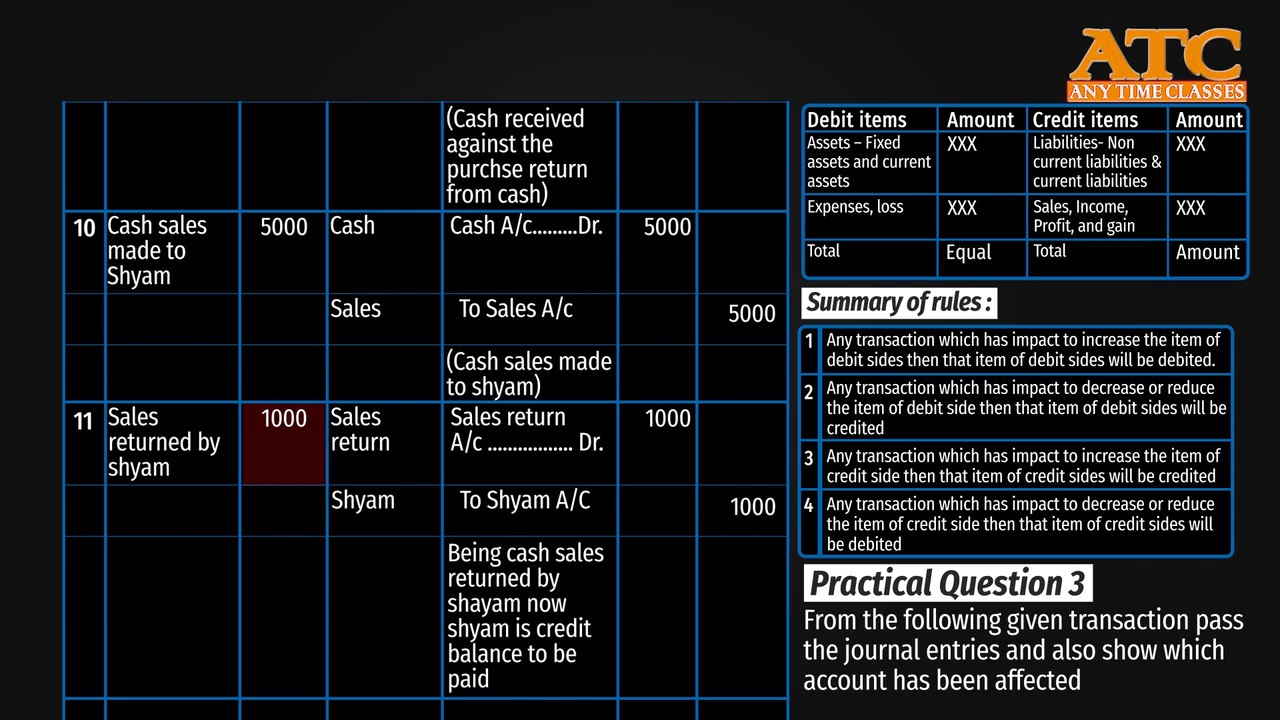 ATC
ANY TIME CLASSES
(Cash received
against the
purchse return
from cash)
10 Cash sales 5000 Cash Cash A/c.........Dr. 5000
made to
Shyam
Sales To Sales A/c 5000
(Cash sales made
to shyam)
11 Sales 1000 Sales Sales return 1000
returned by return A/c ................. Dr.
shyam
Shyam To Shyam A/C 1000
Being cash sales
returned by
shayam now
shyam is credit
balance to be
paid
Debit items Amount Credit items Amount
Assets – Fixed XXX Liabilities- Non XXX
assets and current current liabilities &
assets current liabilities
Expenses, loss XXX Sales, Income, XXX
Profit, and gain
Total Equal Total Amount
Summary of rules :
1 Any transaction which has impact to increase the item of
debit sides then that item of debit sides will be debited.
2 Any transaction which has impact to decrease or reduce
the item of debit side then that item of debit sides will be
credited
3 Any transaction which has impact to increase the item of
credit side then that item of credit sides will be credited
4 Any transaction which has impact to decrease or reduce
the item of credit side then that item of credit sides will
be debited
Practical Question 3
From the following given transaction pass
the journal entries and also show which
account has been affected